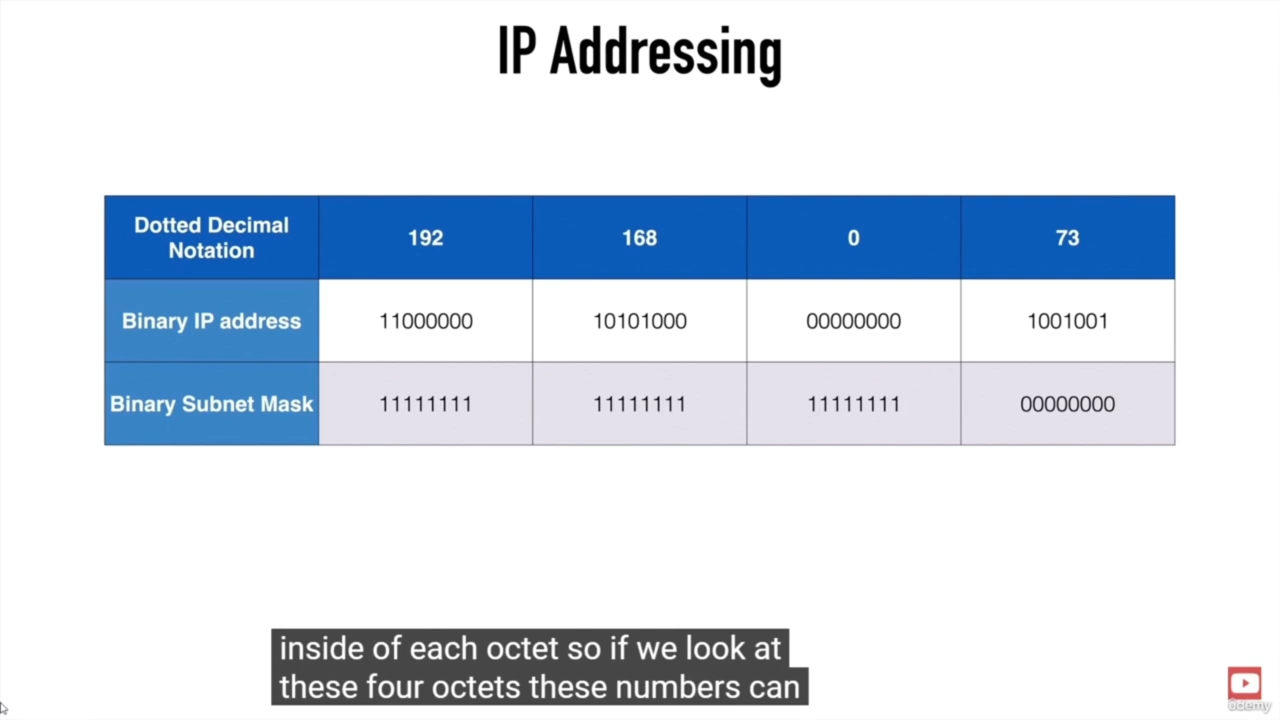 IP Addressing
Dotted Decimal
Notation
192
168
0
73
Binary IP address
11000000
10101000
00000000
1001001
Binary Subnet Mask
11111111
11111111
11111111
00000000
inside of each octet so if we look at
these four octets these numbers can
ûdemy